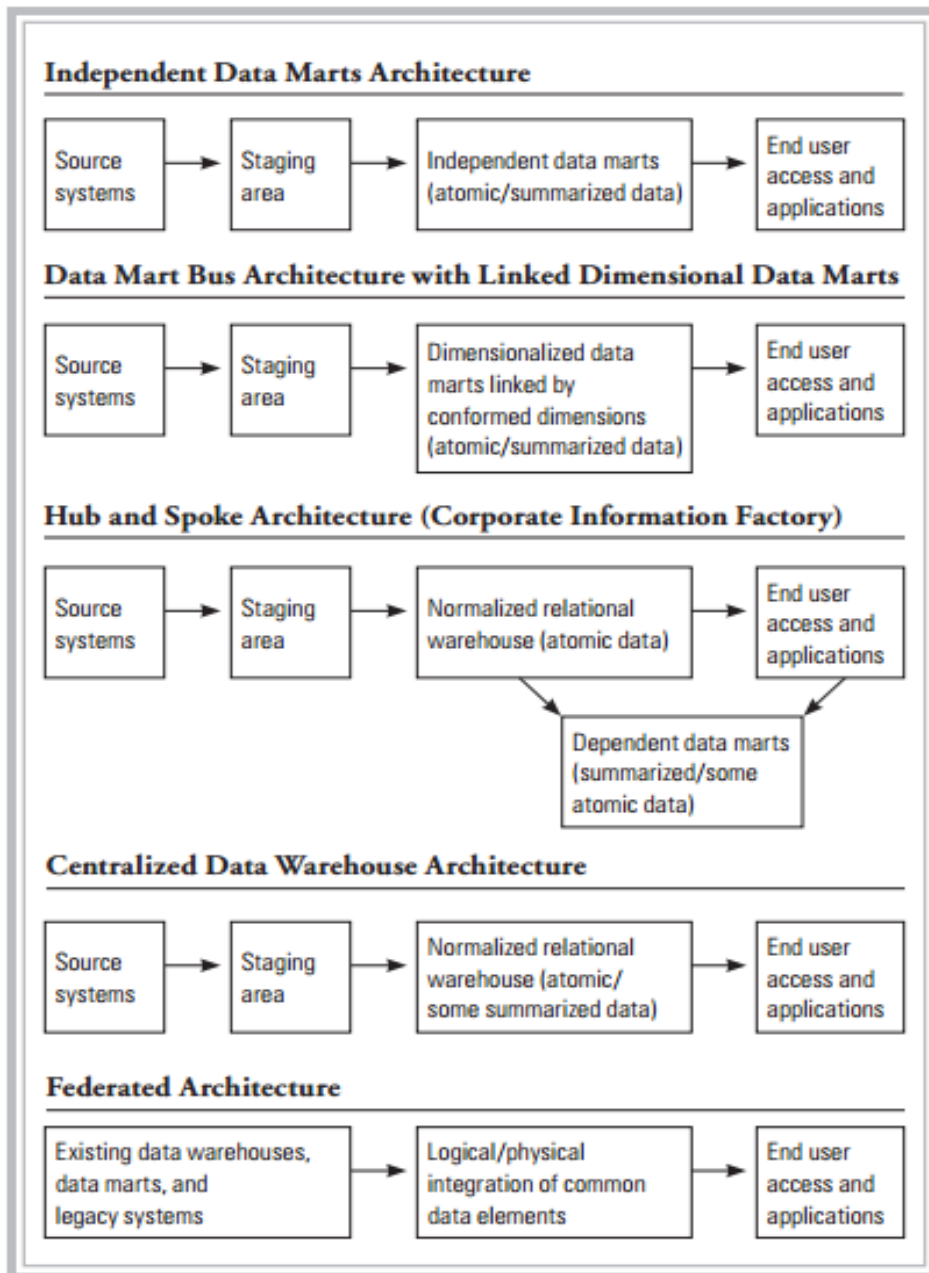 Independent Data Marts Architecture
Source
systems
Staging
area
Independent data marts
(atomic/summarized data)
End user
access and
applications
Data Mart Bus Architecture with Linked Dimensional Data Marts
Source
systems
Staging
area
Dimensionalized data
marts linked by
conformed dimensions
(atomic/summarized data)
End user
access and
applications
Hub and Spoke Architecture (Corporate Information Factory)
Source
systems
Staging
area
Normalized relational
warehouse (atomic data)
End user
access and
applications
Dependent data marts
(summarized/some
atomic data)
Centralized Data Warehouse Architecture
Source
systems
Staging
area
Normalized relational
warehouse (atomic/
some summarized data)
End user
access and
applications
Federated Architecture
Existing data warehouses,
data marts, and
legacy systems
Logical/physical
integration of common
data elements
End user
access and
applications